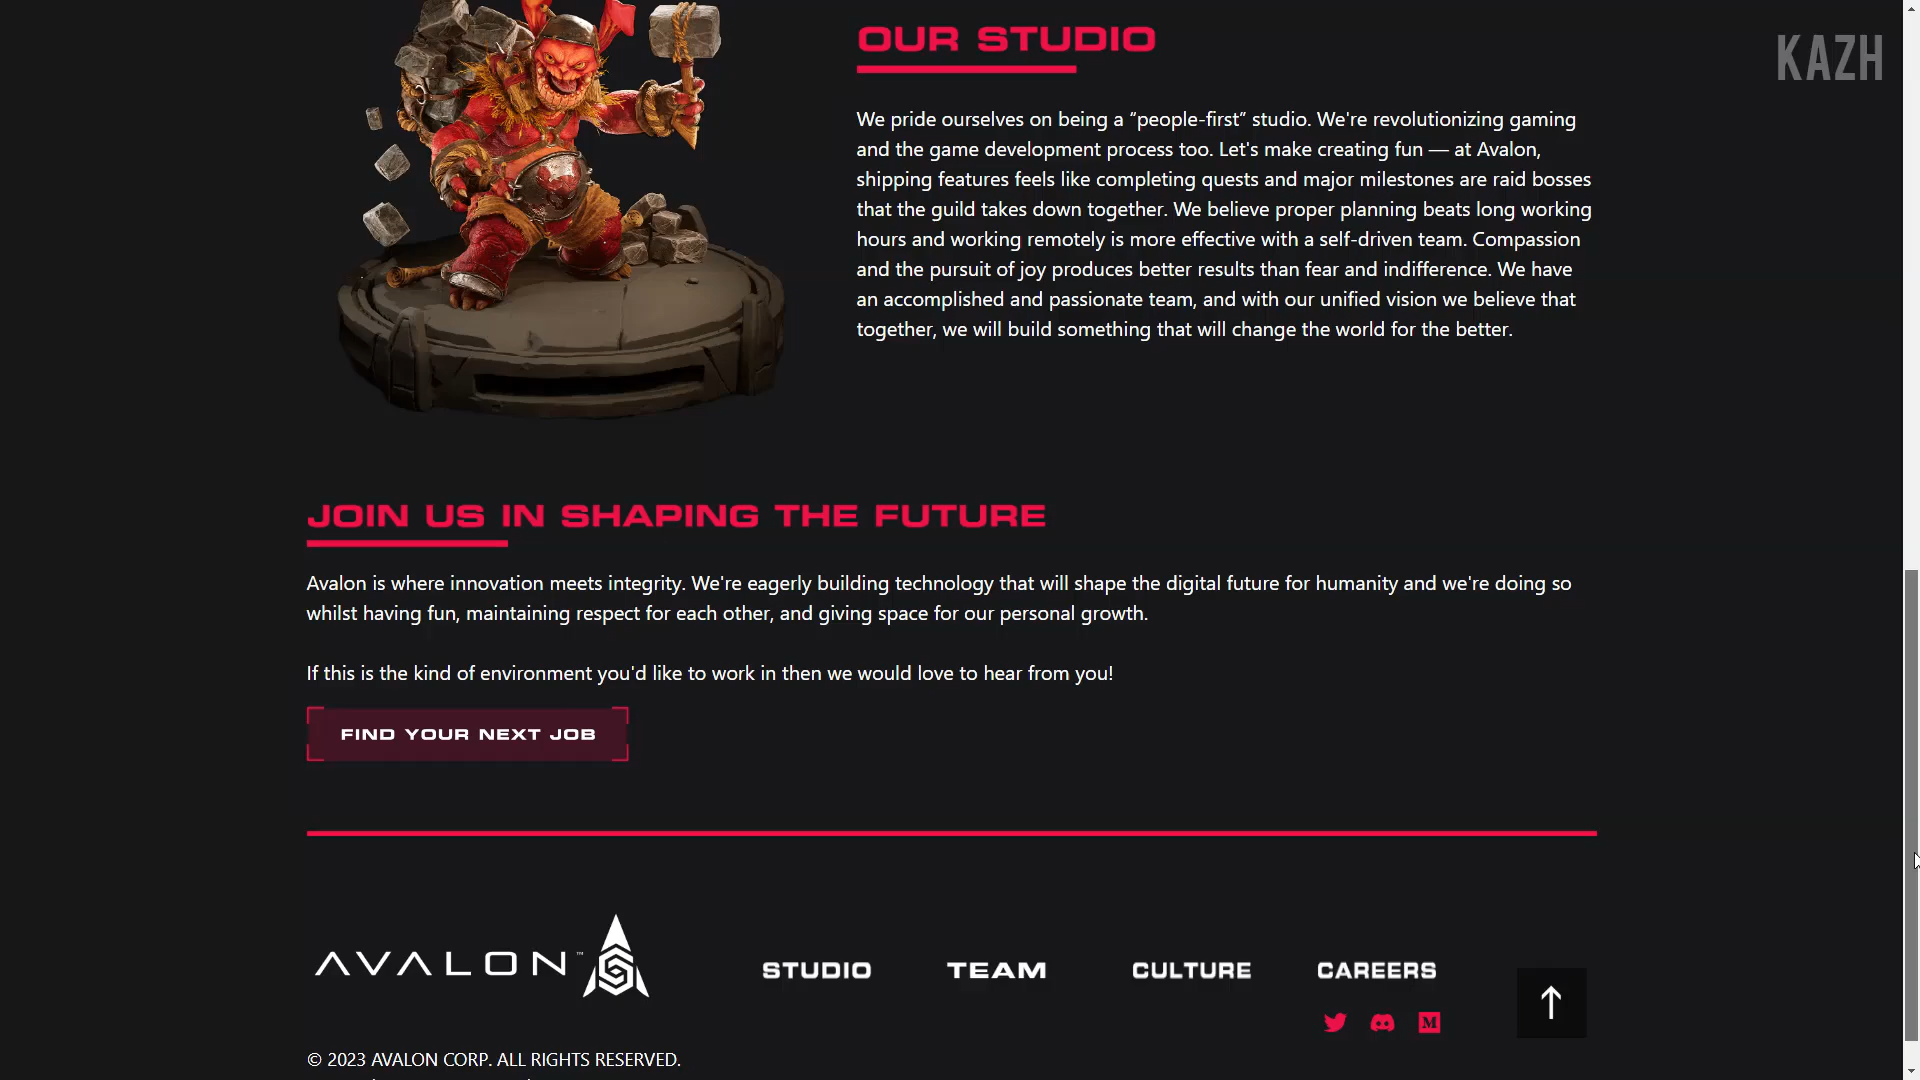 OUR STUDIO
KAZH
We pride ourselves on being a “people-first” studio. We're revolutionizing gaming
and the game development process too. Let's make creating fun — at Avalon,
shipping features feels like completing quests and major milestones are raid bosses
that the guild takes down together. We believe proper planning beats long working
hours and working remotely is more effective with a self-driven team. Compassion
and the pursuit of joy produces better results than fear and indifference. We have
an accomplished and passionate team, and with our unified vision we believe that
together, we will build something that will change the world for the better.
JOIN US IN SHAPING THE FUTURE
Avalon is where innovation meets integrity. We're eagerly building technology that will shape the digital future for humanity and we're doing so
whilst having fun, maintaining respect for each other, and giving space for our personal growth.
If this is the kind of environment you'd like to work in then we would love to hear from you!
FIND YOUR NEXT JOB
AVALON™
STUDIO
TEAM
CULTURE
CAREERS
M
© 2023 AVALON CORP. ALL RIGHTS RESERVED.